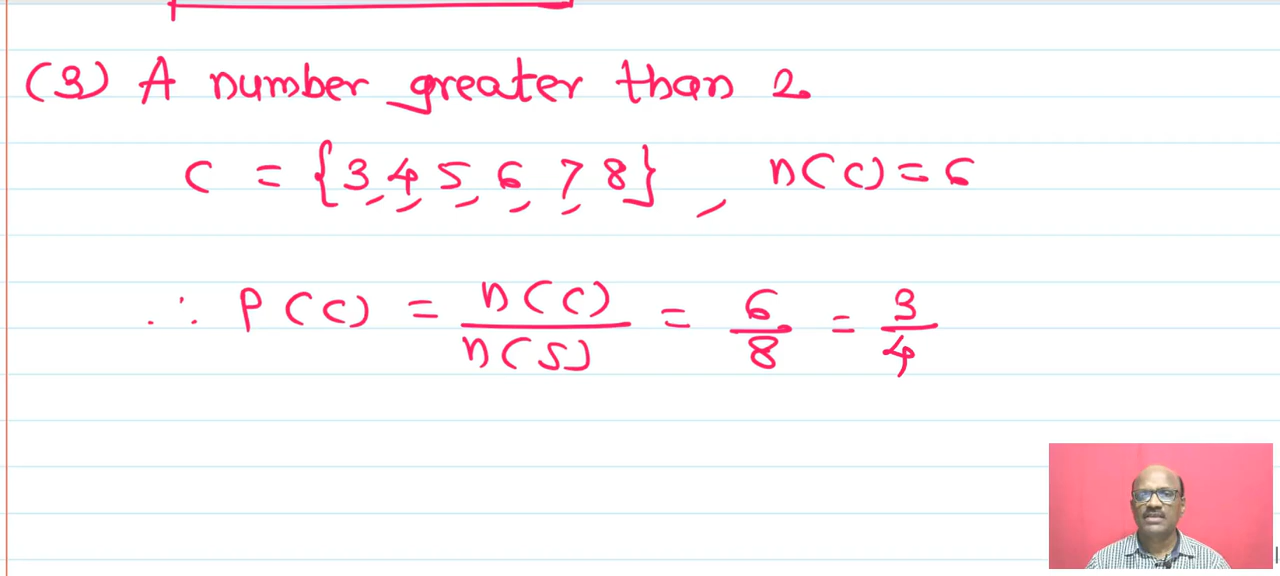 (3) A number greater than 2
C = {3, 4, 5, 6, 7, 8}, n(C) = 6
∴ P(C) = n(C)/n(S) = 6/8 = 3/4